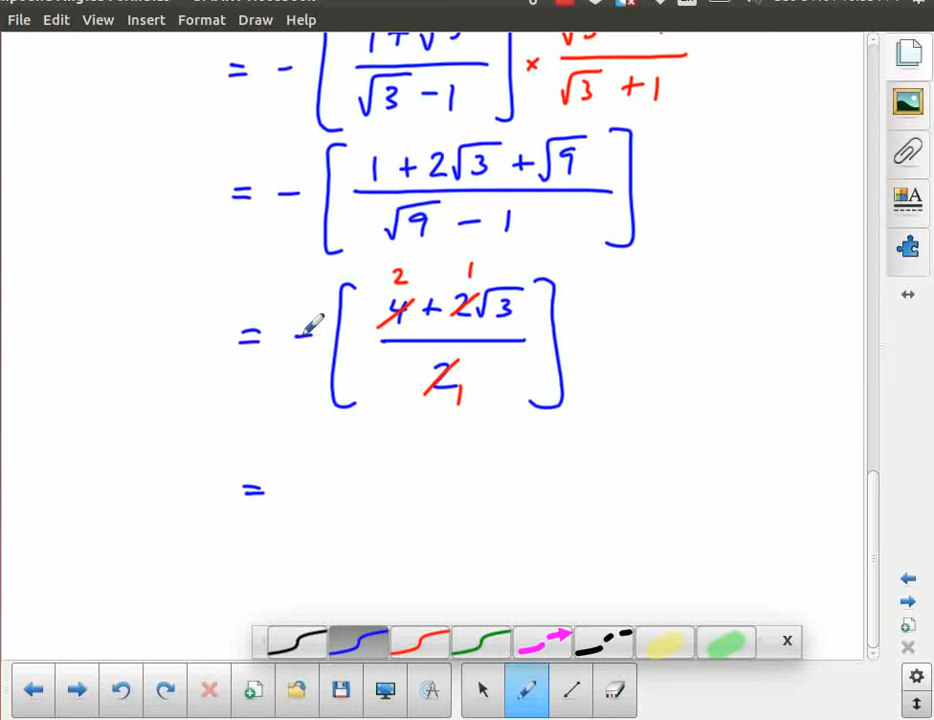 File Edit View Insert Format Draw Help
= - [ 1 + √3 / √3 - 1 ] × √3 + 1 / √3 + 1
= - [ 1 + 2√3 + √9 / √9 - 1 ]
2 1
= - [ 4 + 2√3 / 2 ]
1
=
x